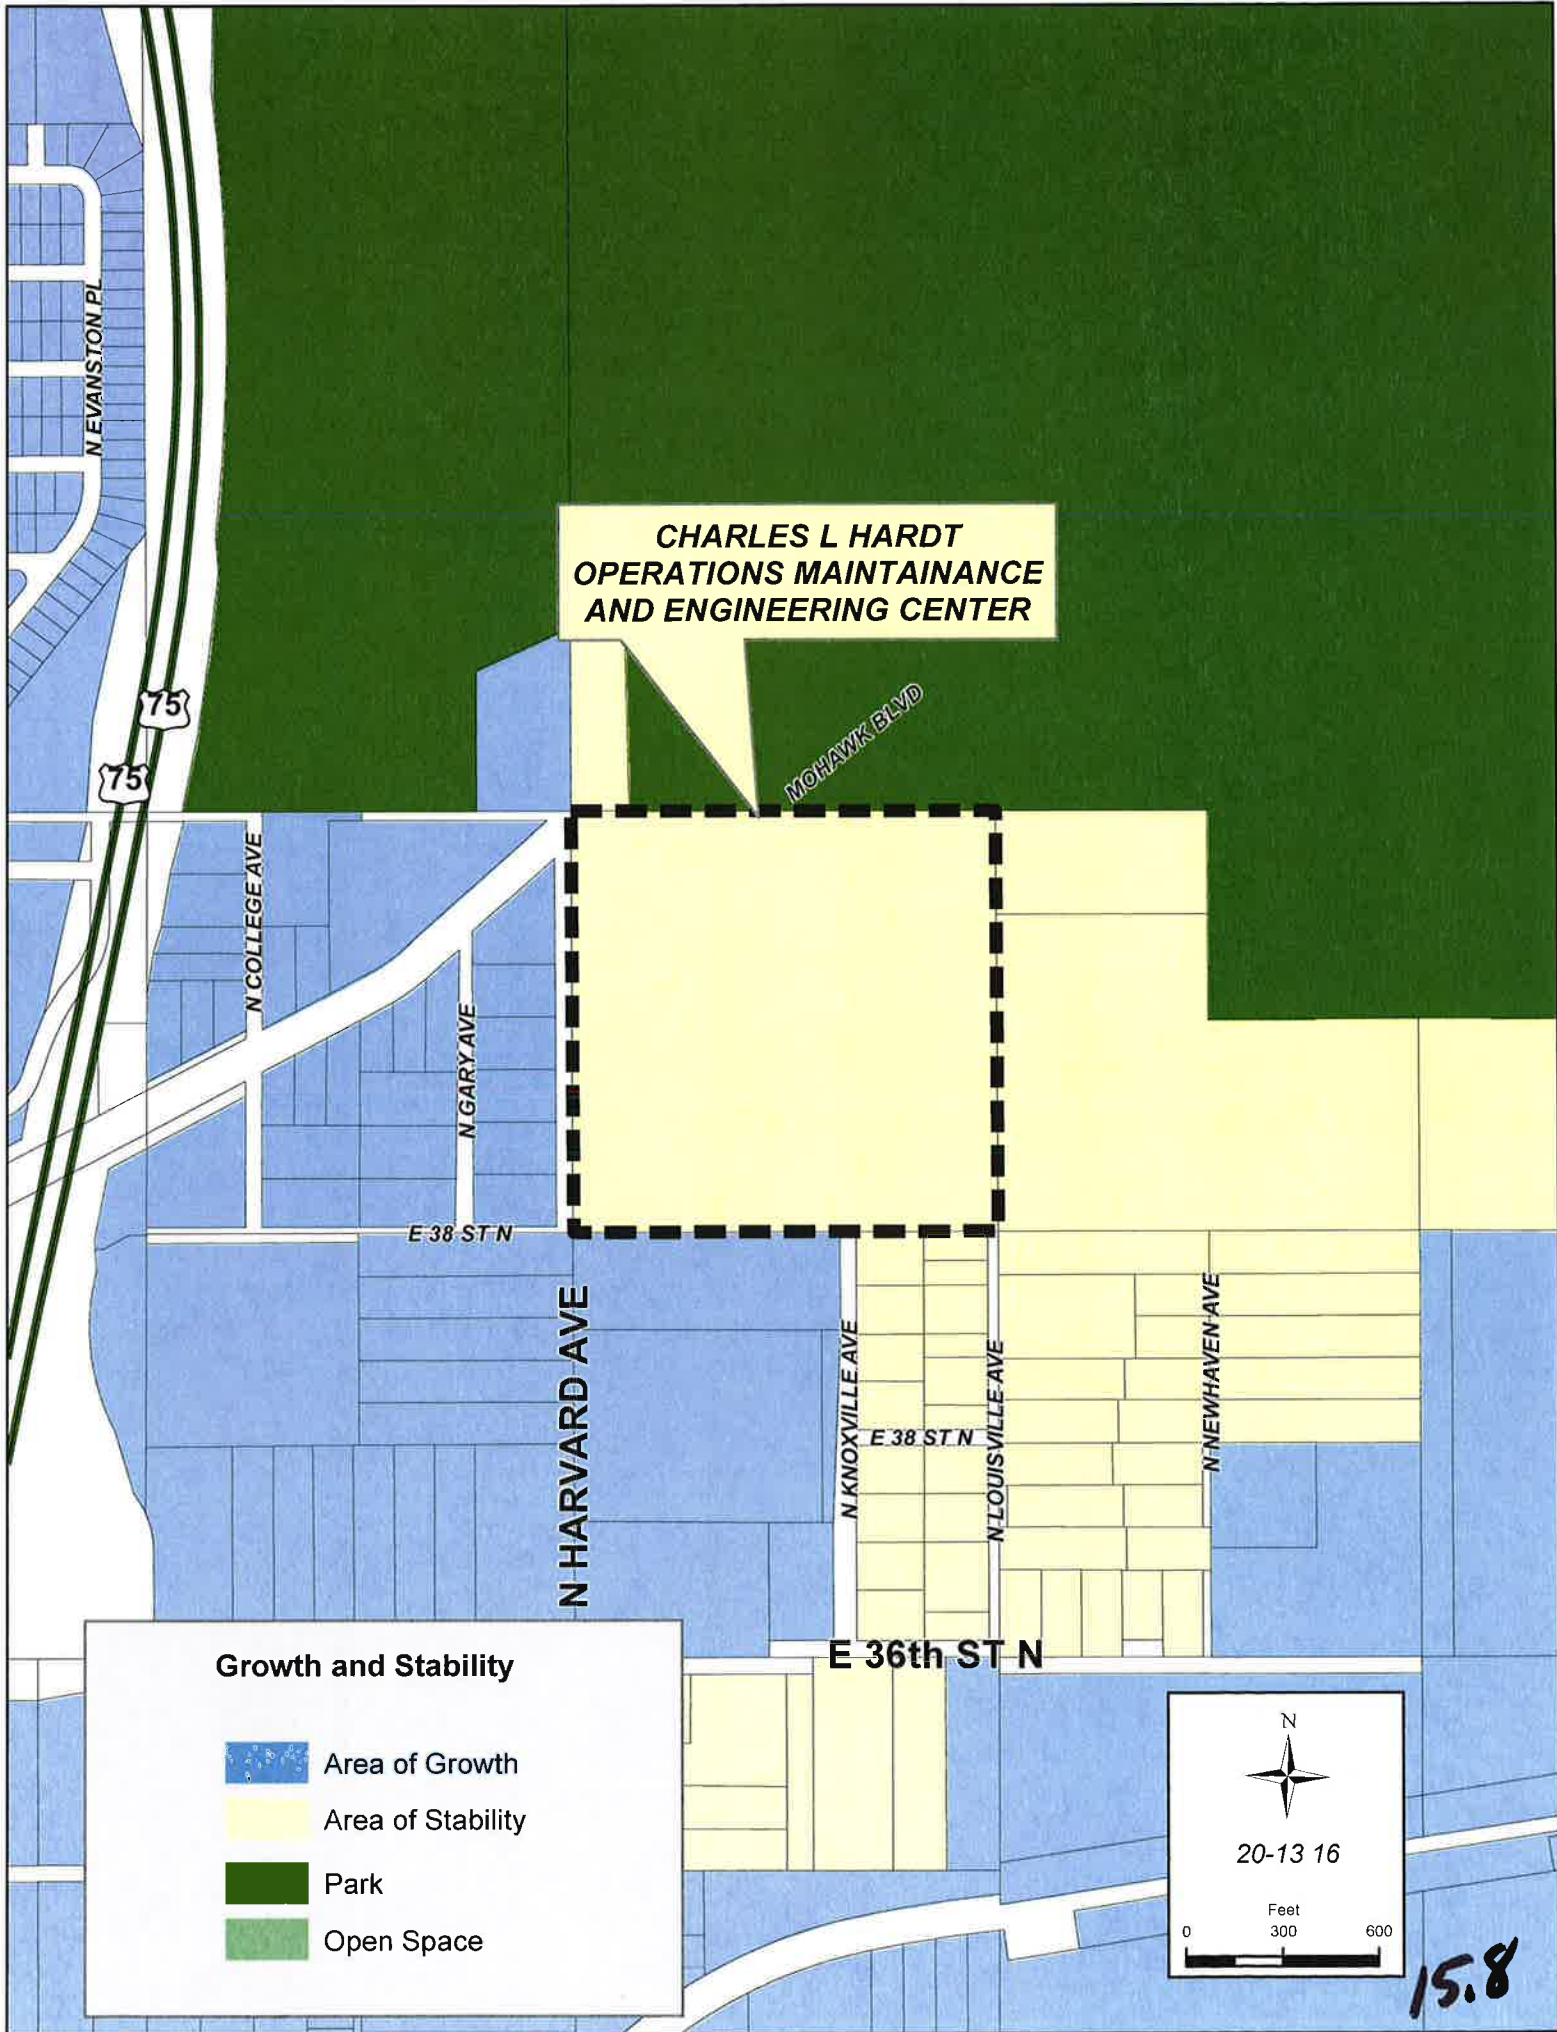 N EVANSTON PL
CHARLES L HARDT
OPERATIONS MAINTAINANCE
AND ENGINEERING CENTER
75
75
MOHAWK BLVD
N COLLEGE AVE
N GARY AVE
E 38 ST N
N HARVARD AVE
N KNOXVILLE AVE
E 38 ST N
N LOUISVILLE AVE
N NEWHAVEN AVE
E 36th ST N
Growth and Stability
Area of Growth
Area of Stability
Park
Open Space
N
20-13 16
Feet
0 300 600
15.8